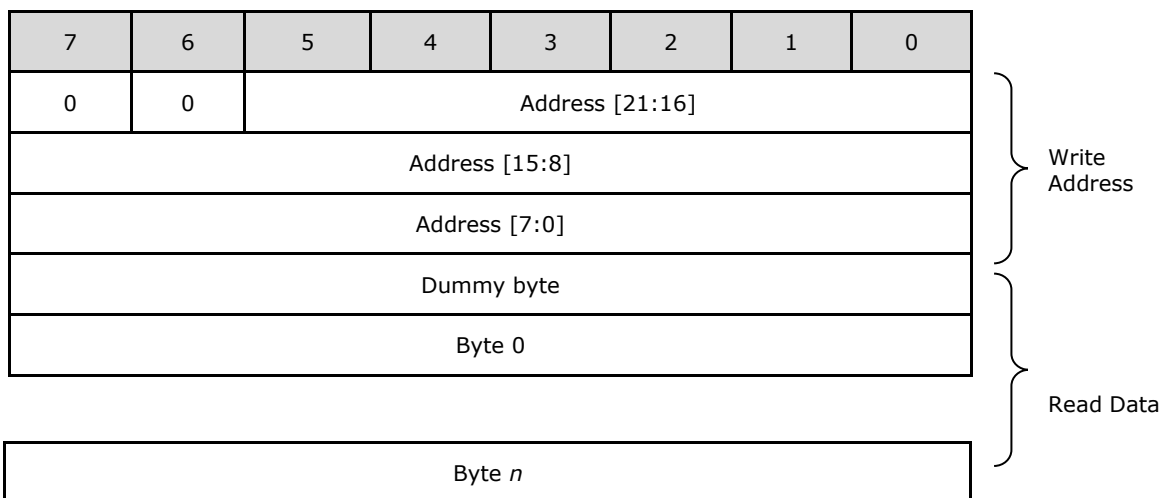 7 6 5 4 3 2 1 0
0 0 Address [21:16]
Address [15:8]
Address [7:0]
Write
Address
Dummy byte
Byte 0
Read Data
Byte n